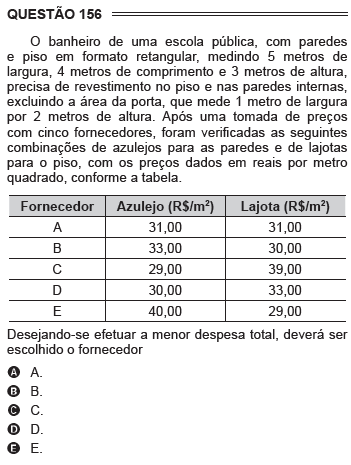 QUESTÃO 156
O banheiro de uma escola pública, com paredes
e piso em formato retangular, medindo 5 metros de
largura, 4 metros de comprimento e 3 metros de altura,
precisa de revestimento no piso e nas paredes internas,
excluindo a área da porta, que mede 1 metro de largura
por 2 metros de altura. Após uma tomada de preços
com cinco fornecedores, foram verificadas as seguintes
combinações de azulejos para as paredes e de lajotas
para o piso, com os preços dados em reais por metro
quadrado, conforme a tabela.
Fornecedor Azulejo (R$/m²) Lajota (R$/m²)
A 31,00 31,00
B 33,00 30,00
C 29,00 39,00
D 30,00 33,00
E 40,00 29,00
Desejando-se efetuar a menor despesa total, deverá ser
escolhido o fornecedor
A A.
B B.
C C.
D D.
E E.